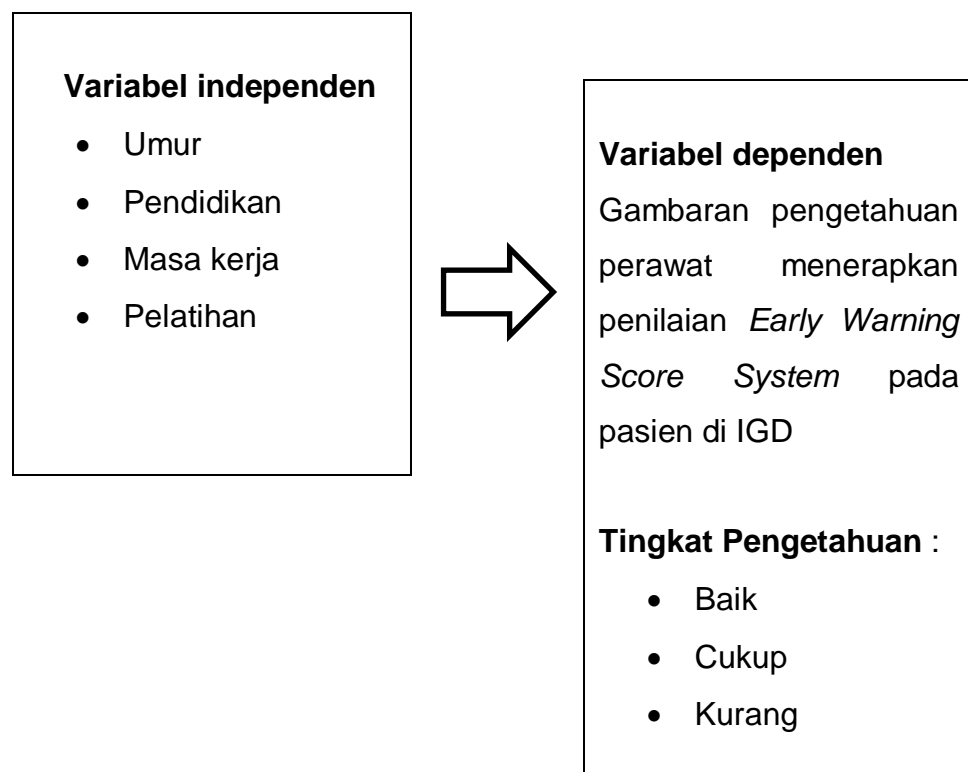 Variabel independen
• Umur
• Pendidikan
• Masa kerja
• Pelatihan
Variabel dependen
Gambaran pengetahuan
perawat menerapkan
penilaian Early Warning
Score System pada
pasien di IGD
Tingkat Pengetahuan :
• Baik
• Cukup
• Kurang